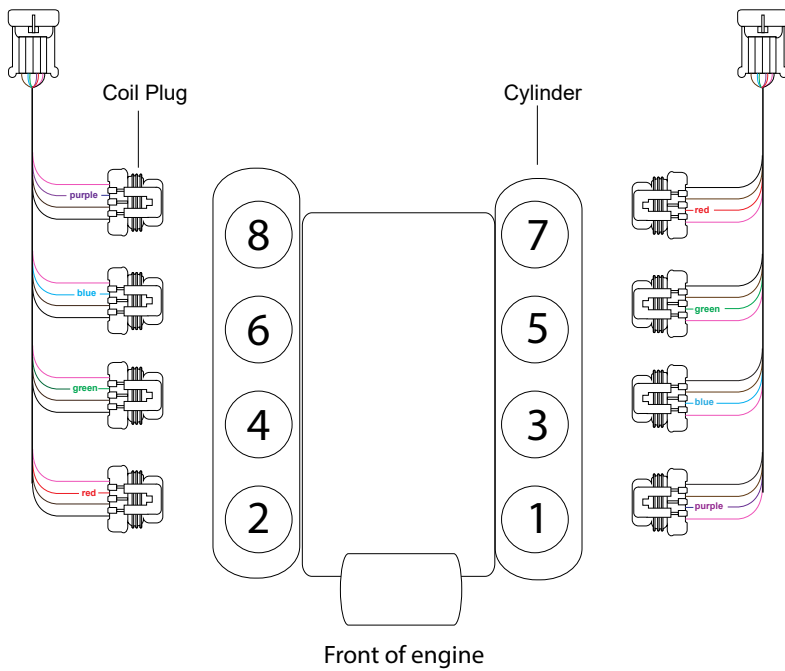 Coil Plug
Cylinder
purple
red
8
7
blue
green
6
5
green
blue
4
3
red
purple
2
1
Front of engine